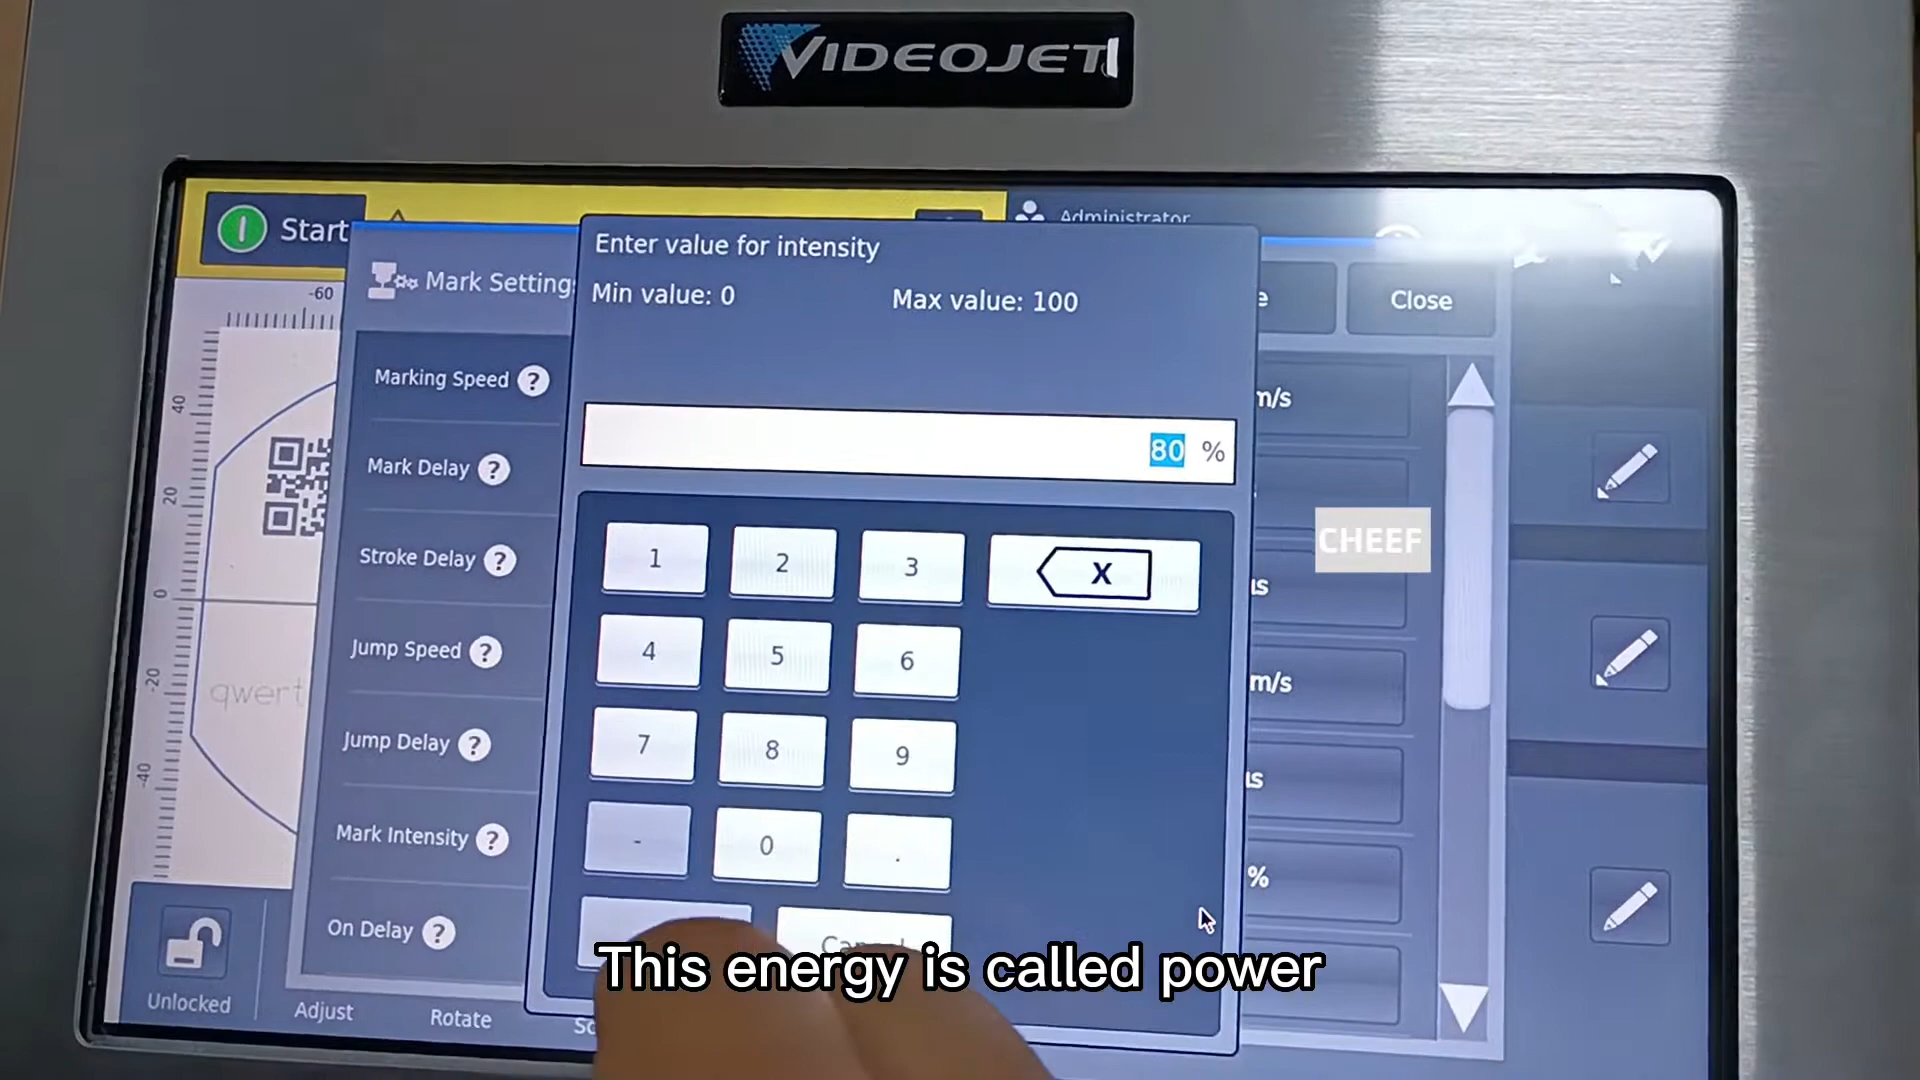 VIDEOJET
Start
Administrator
-60
Enter value for intensity
Min value: 0
Max value: 100
Mark Setting
Close
Marking Speed ?
m/s
40
80 %
Mark Delay ?
20
CHEEF
1
2
3
X
Stroke Delay ?
0
4
5
6
Jump Speed ?
m/s
-20
qwert
7
8
9
Jump Delay ?
-40
-
0
.
Mark Intensity ?
%
On Delay ?
This energy is called power
Unlocked
Adjust
Rotate